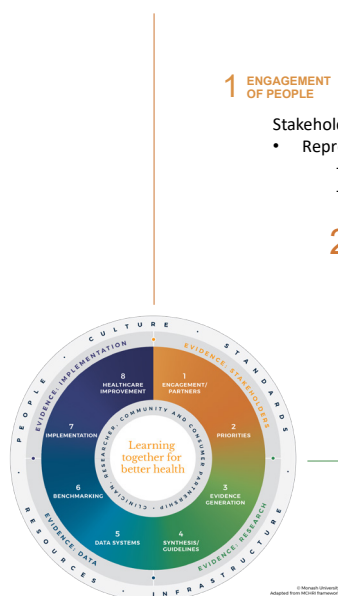 1 ENGAGEMENT
OF PEOPLE
Stakehol
• Repr
2
PEOPLE · CULTURE · STANDARDS · INFRASTRUCTURE · RESOURCES ·
EVIDENCE: IMPLEMENTATION
EVIDENCE: STAKEHOLDERS
EVIDENCE: RESEARCH
EVIDENCE: DATA
8
HEALTHCARE
IMPROVEMENT
1
ENGAGEMENT/
PARTNERS
7
IMPLEMENTATION
2
PRIORITIES
6
BENCHMARKING
3
EVIDENCE
GENERATION
5
DATA SYSTEMS
4
SYNTHESIS/
GUIDELINES
CLINICIAN, RESEARCHER, COMMUNITY AND CONSUMER PARTNERSHIP ·
Learning
together for
better health
© Monash Universit
Adapted from MCHRI framework